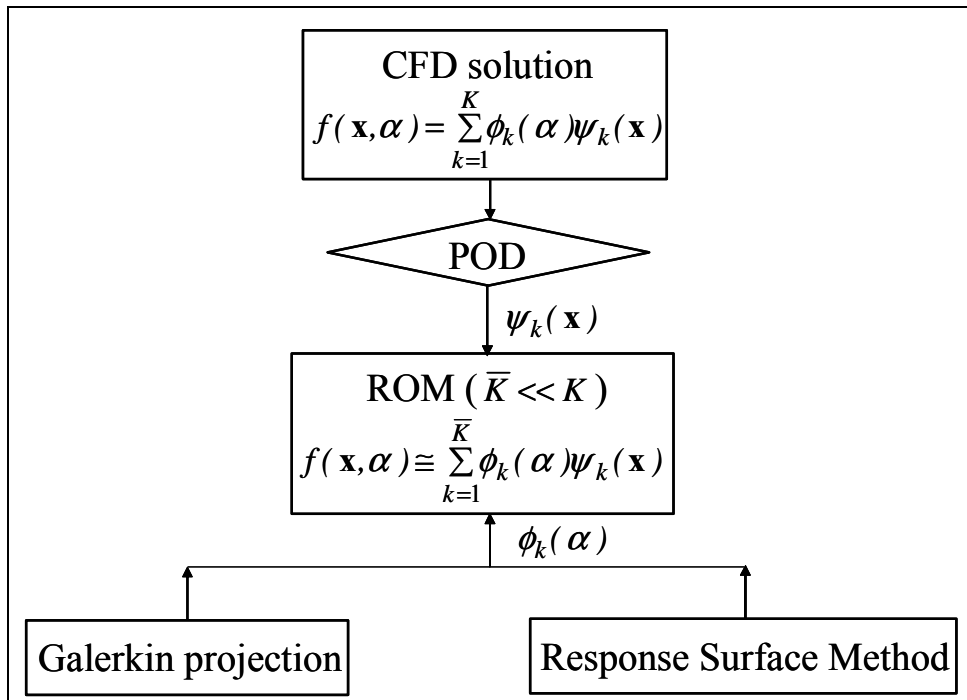 CFD solution
f(x,α) = Σ_{k=1}^{K} ϕ_k(α)ψ_k(x)
POD
ψ_k(x)
ROM (K̅ << K)
f(x,α) ≅ Σ_{k=1}^{K̅} ϕ_k(α)ψ_k(x)
ϕ_k(α)
Galerkin projection
Response Surface Method